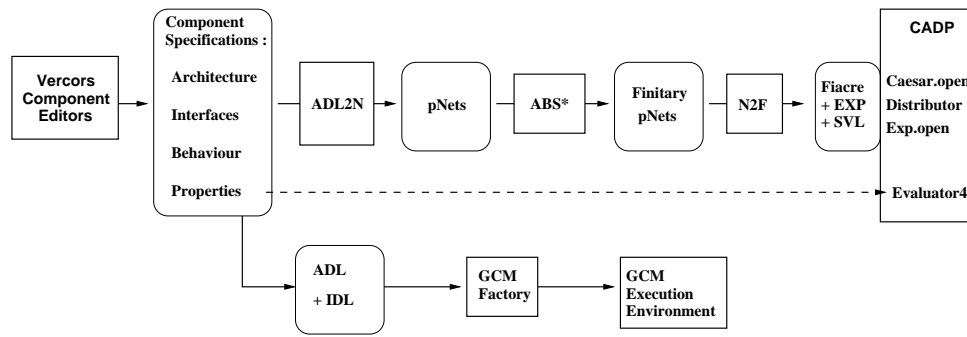 Vercors
Component
Editors
Component
Specifications :
Architecture
Interfaces
Behaviour
Properties
ADL2N
pNets
ABS*
Finitary
pNets
N2F
Fiacre
+ EXP
+ SVL
CADP
Caesar.open
Distributor
Exp.open
Evaluator4
ADL
+ IDL
GCM
Factory
GCM
Execution
Environment